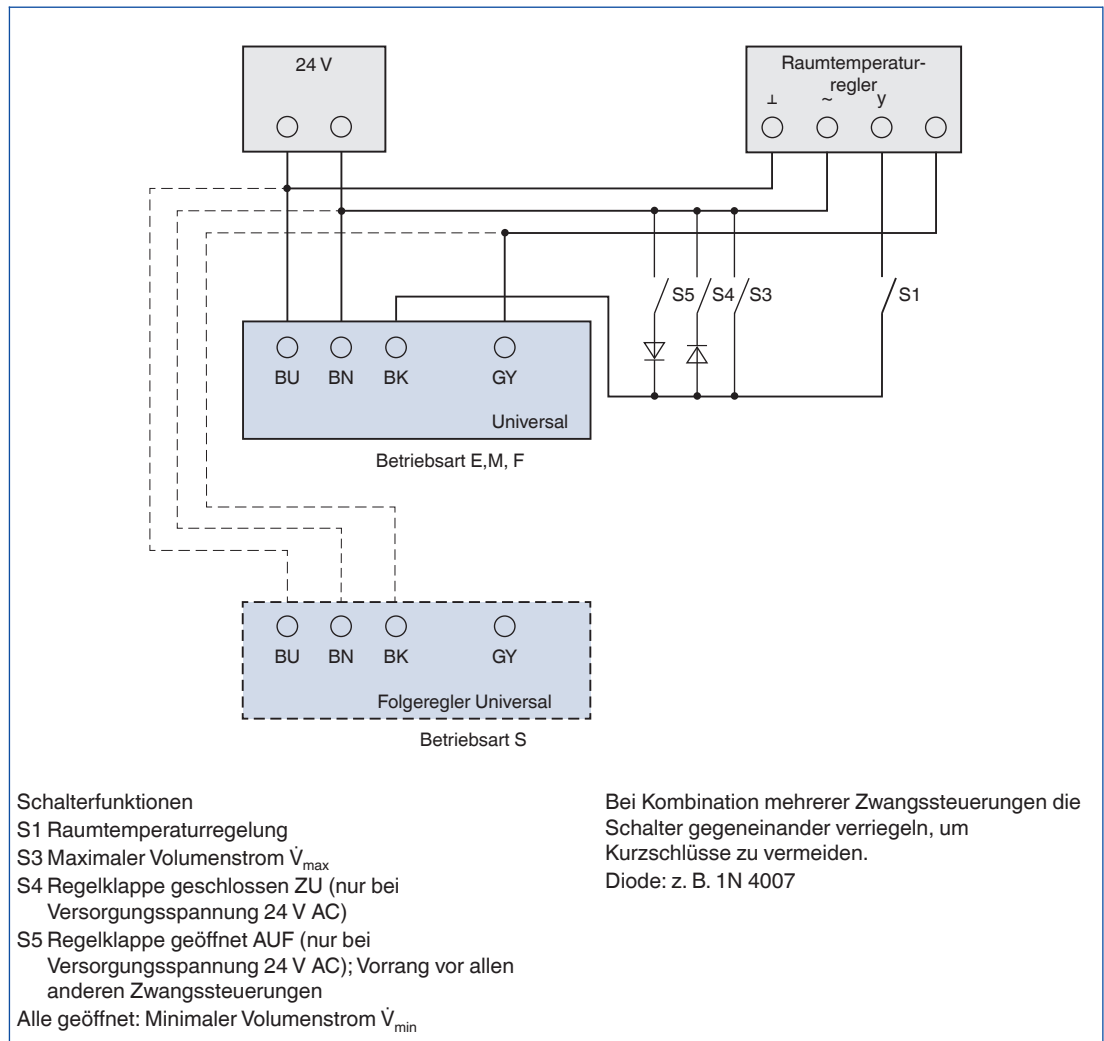 24 V
Raumtemperatur-
regler
⊥ ~ y
S5 S4 S3 S1
BU BN BK GY
Universal
Betriebsart E,M, F
BU BN BK GY
Folgeregler Universal
Betriebsart S
Schalterfunktionen
S1 Raumtemperaturregelung
S3 Maximaler Volumenstrom V̇max
S4 Regelklappe geschlossen ZU (nur bei
Versorgungsspannung 24 V AC)
S5 Regelklappe geöffnet AUF (nur bei
Versorgungsspannung 24 V AC); Vorrang vor allen
anderen Zwangssteuerungen
Alle geöffnet: Minimaler Volumenstrom V̇min
Bei Kombination mehrerer Zwangssteuerungen die
Schalter gegeneinander verriegeln, um
Kurzschlüsse zu vermeiden.
Diode: z. B. 1N 4007